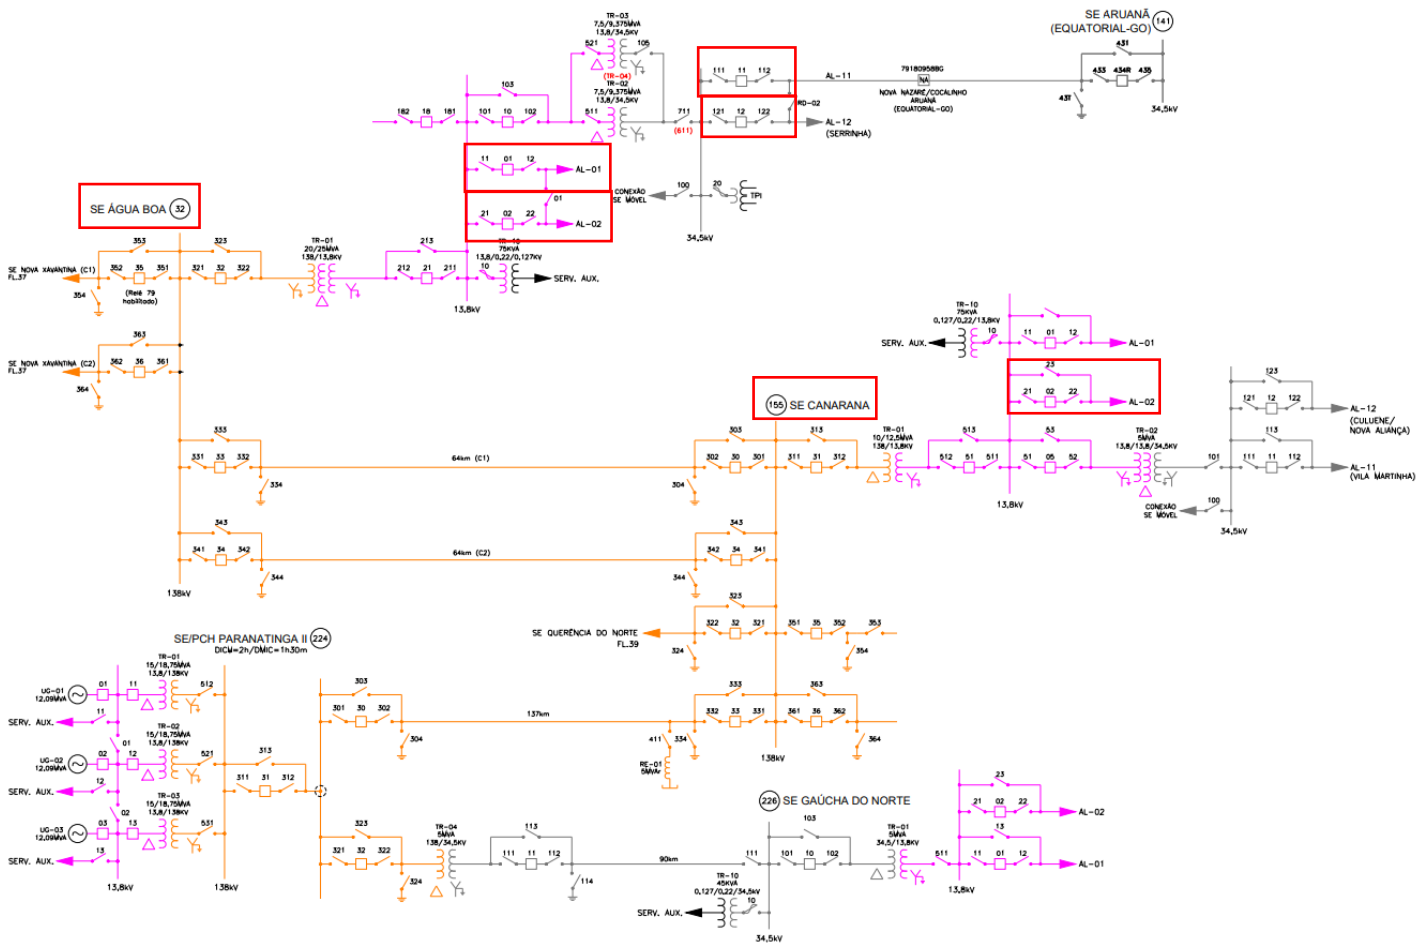 SE ARUANÃ
(EQUATORIAL-GO)
141
TR-03
7,5/9,375MVA
13,8/34,5KV
521
105
(TR-04)
TR-02
7,5/9,375MVA
13,8/34,5KV
511
103
182
18
181
101
10
102
711
(611)
111
11
112
121
12
122
RD-02
AL-11
79180958BG
NA
NOVA NAZARÉ/COCALINHO
ARUANÃ
(EQUATORIAL-GO)
431
433
434R
435
437
34,5kV
AL-12
(SERRINHA)
11
01
12
AL-01
01
21
02
22
AL-02
CONEXÃO
SE MÓVEL
100
20
TPI
34,5kV
SE ÁGUA BOA
32
353
323
SE NOVA XAVANTINA (C1)
FL.37
352
35
351
321
32
322
354
(Relé 79
habilitado)
TR-01
20/25MVA
138/13,8KV
213
212
21
211
TR-10
75KVA
13,8/0,22/0,127KV
10
SERV. AUX.
13,8kV
363
SE NOVA XAVANTINA (C2)
FL.37
362
36
361
364
TR-10
75KVA
0,127/0,22/13,8KV
10
SERV. AUX.
11
01
12
AL-01
23
21
02
22
AL-02
155
SE CANARANA
123
121
12
122
AL-12
(CULUENE/
NOVA ALIANÇA)
113
111
11
112
AL-11
(VILA MARTINHA)
101
100
CONEXÃO
SE MÓVEL
34,5kV
333
331
33
332
334
64km (C1)
303
302
30
301
304
313
311
31
312
TR-01
10/12,5MVA
138/13,8KV
513
512
51
511
53
51
05
52
TR-02
5MVA
13,8/13,8/34,5KV
13,8kV
343
341
34
342
344
64km (C2)
343
342
34
341
344
138kV
323
SE QUERÊNCIA DO NORTE
FL.39
322
32
321
324
351
35
352
353
354
SE/PCH PARANATINGA II
224
DICM=2h/DMIC=1h30m
TR-01
15/18,75MVA
13,8/138KV
UG-01
12,09MVA
01
11
512
SERV. AUX.
11
01
TR-02
15/18,75MVA
13,8/138KV
UG-02
12,09MVA
02
12
521
SERV. AUX.
12
02
TR-03
15/18,75MVA
13,8/138KV
UG-03
12,09MVA
03
13
531
SERV. AUX.
13
13,8kV
138kV
313
311
31
312
303
301
30
302
304
137km
333
332
33
331
334
411
RE-01
5MVAr
363
361
36
362
364
138kV
323
321
32
322
324
TR-04
5MVA
138/34,5KV
113
111
11
112
114
90km
226
SE GAÚCHA DO NORTE
111
103
101
10
102
TR-01
5MVA
34,5/13,8KV
511
TR-10
45KVA
0,127/0,22/34,5kV
10
SERV. AUX.
34,5kV
23
21
02
22
AL-02
13
11
01
12
AL-01
13,8kV